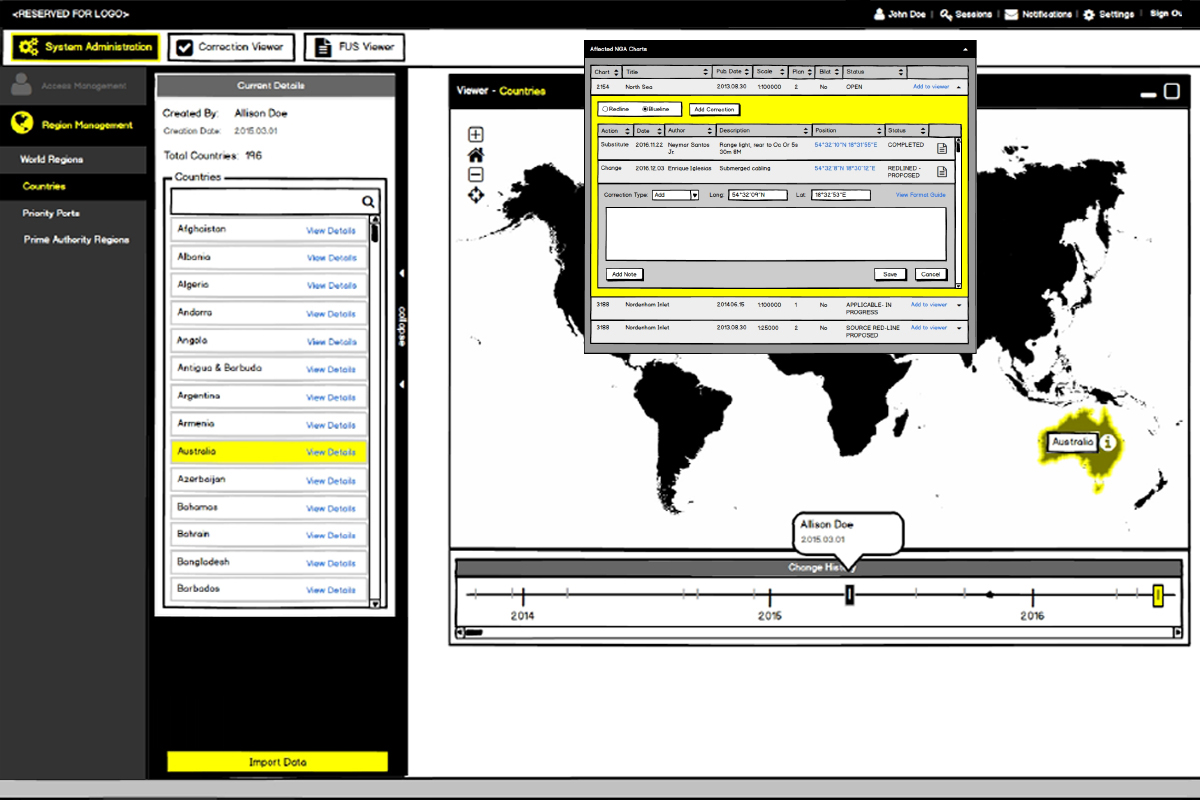 <RESERVED FOR LOGO>
John Doe | Sessions | Notifications | Settings | Sign Ou
System Administration
Correction Viewer
FUS Viewer
Access Management
Region Management
World Regions
Countries
Priority Ports
Prime Authority Regions
Current Details
Created By: Allison Doe
Creation Date: 2015.03.01
Total Countries: 196
Countries
Afghaistan View Details
Albania View Details
Algeria View Details
Andorra View Details
Angola View Details
Antigua & Barbuda View Details
Argentina View Details
Armenia View Details
Australia View Details
Azerbaijan View Details
Bahamas View Details
Bahrain View Details
Bangladesh View Details
Barbados View Details
Import Data
collapse
Viewer - Countries
Affected NGA Charts
Chart Title Pub Date Scale Plan Bilat Status
2154 North Sea 2013.08.30 1:100000 2 No OPEN Add to viewer
Redline Blueline Add Correction
Action Date Author Description Position Status
Substitute 2016.11.22 Neymar Santos Jr. Range light, rear to Oc Or 5s 30m 6M 54°32'10"N 18°31'55"E COMPLETED
Change 2016.12.03 Enrique Iglesias Submerged cabling 54°32'8"N 18°30'12"E REDLINED - PROPOSED
Correction Type: Add Long: 54°32'09"N Lat: 18°32'53"E View Format Guide
Add Note Save Cancel
3188 Nordenham Inlet 2014.06.15 1:100000 1 No APPLICABLE- IN PROGRESS Add to viewer
3188 Nordenham Inlet 2013.08.30 1:25000 2 No SOURCE RED-LINE PROPOSED Add to viewer
Australia i
Allison Doe
2015.03.01
Change Hist
2014 2015 2016